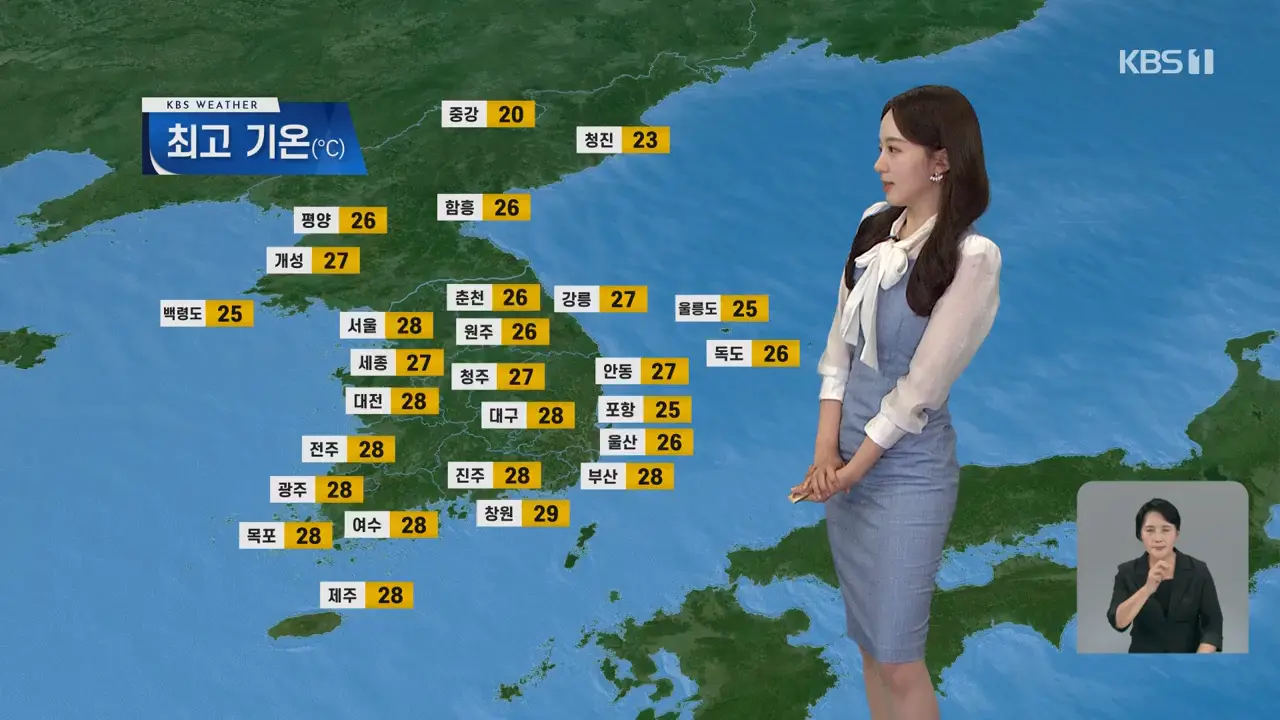 KBS 1
KBS WEATHER
최고 기온(℃)
중강 20
청진 23
함흥 26
평양 26
개성 27
백령도 25
춘천 26
강릉 27
울릉도 25
서울 28
원주 26
독도 26
세종 27
청주 27
안동 27
대전 28
대구 28
포항 25
울산 26
전주 28
진주 28
부산 28
광주 28
창원 29
목포 28
여수 28
제주 28